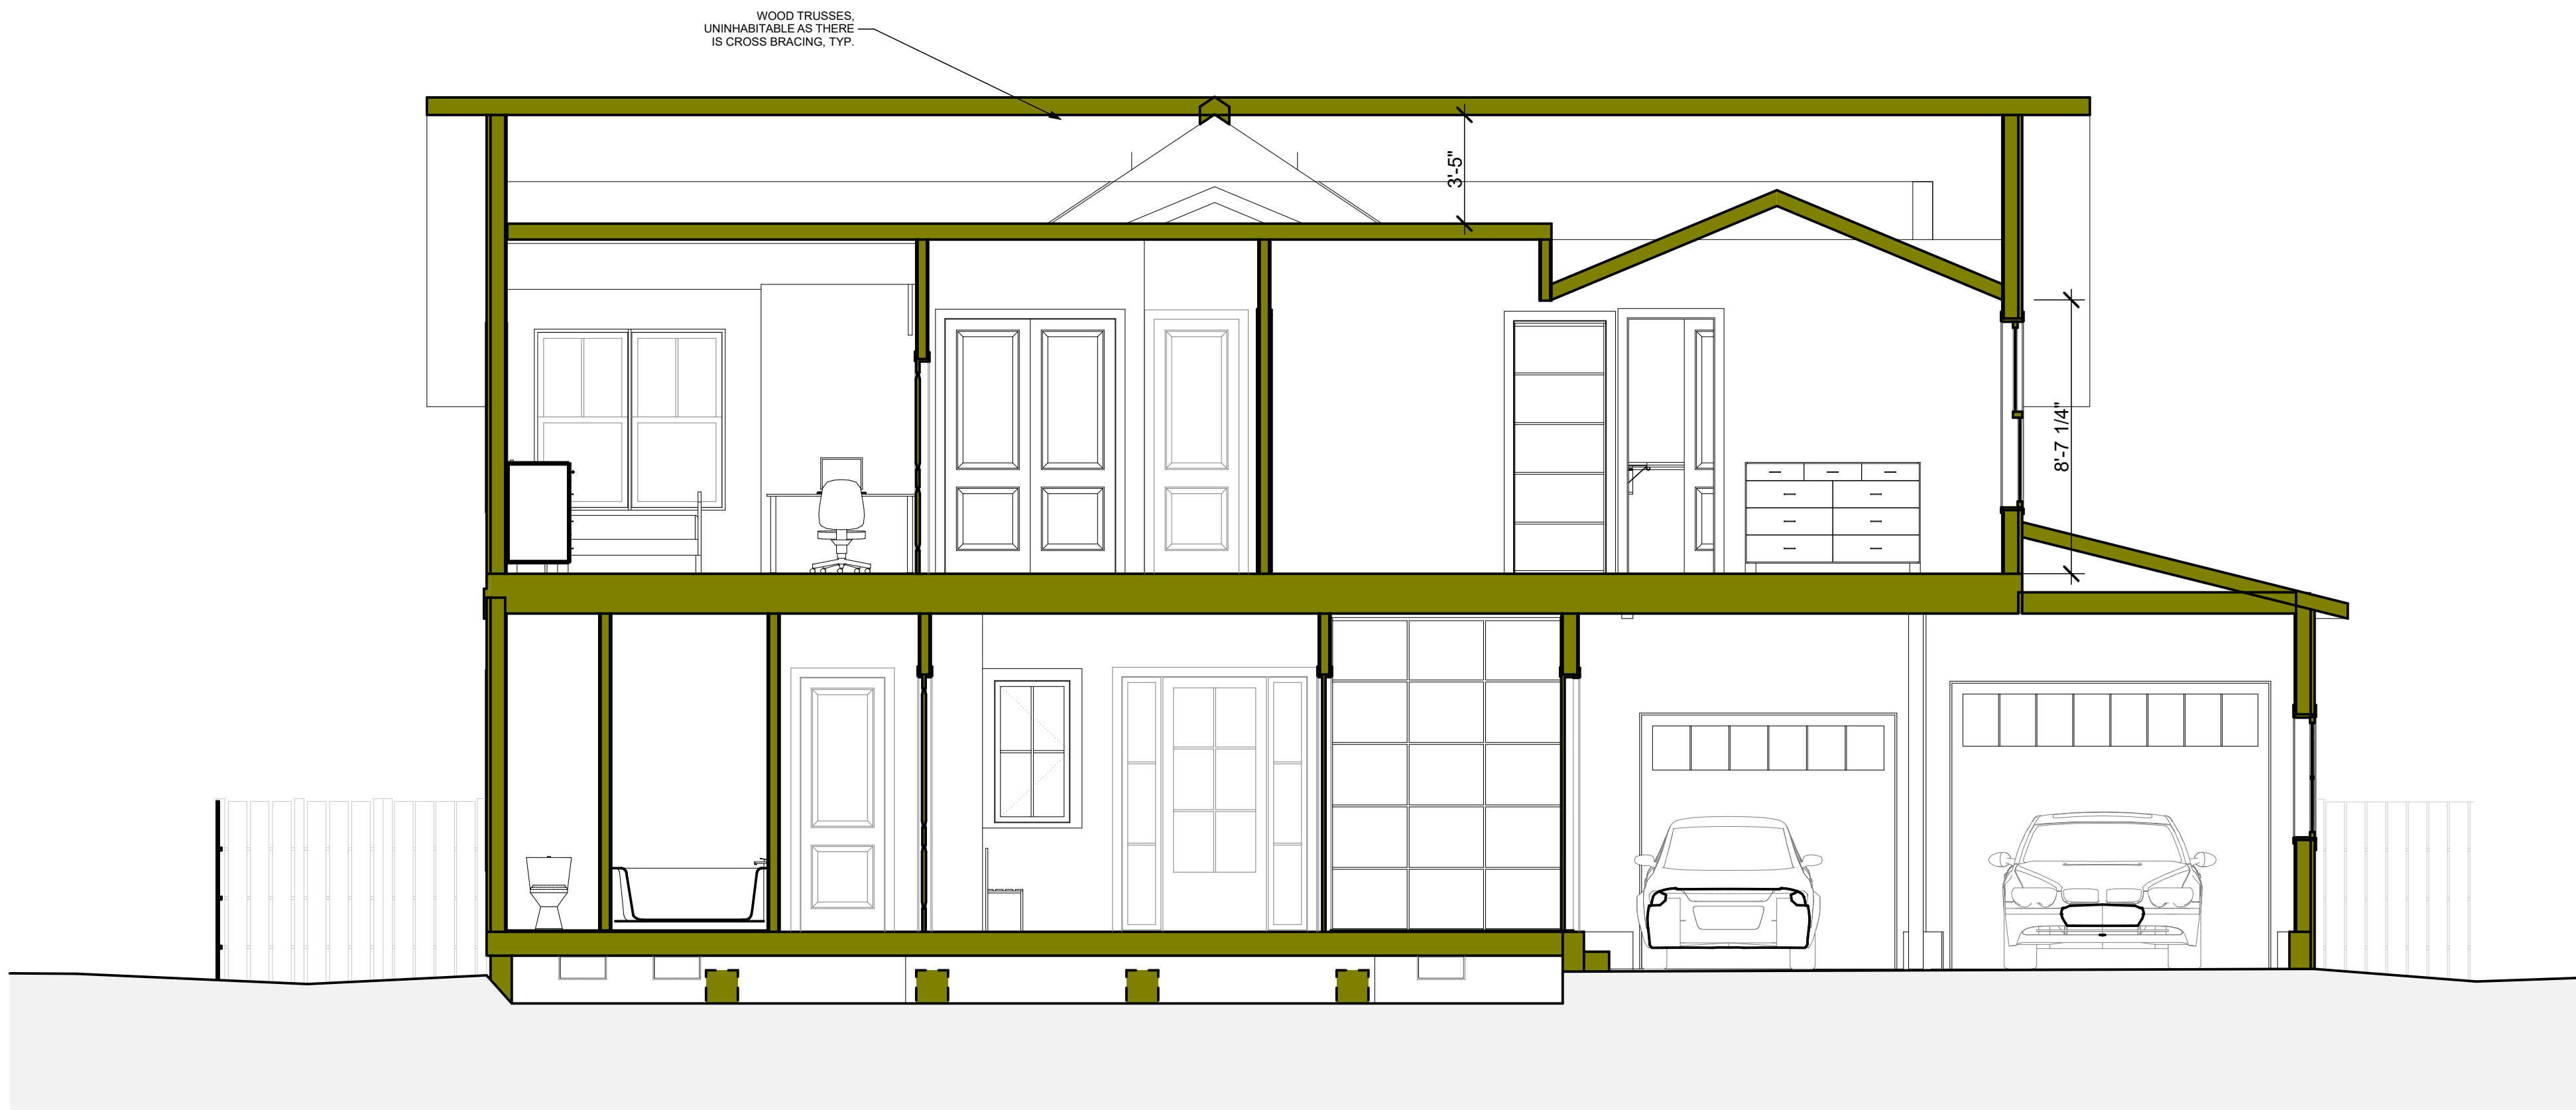 WOOD TRUSSES,
UNINHABITABLE AS THERE
IS CROSS BRACING, TYP.
3'-5"
8'-7 1/4"